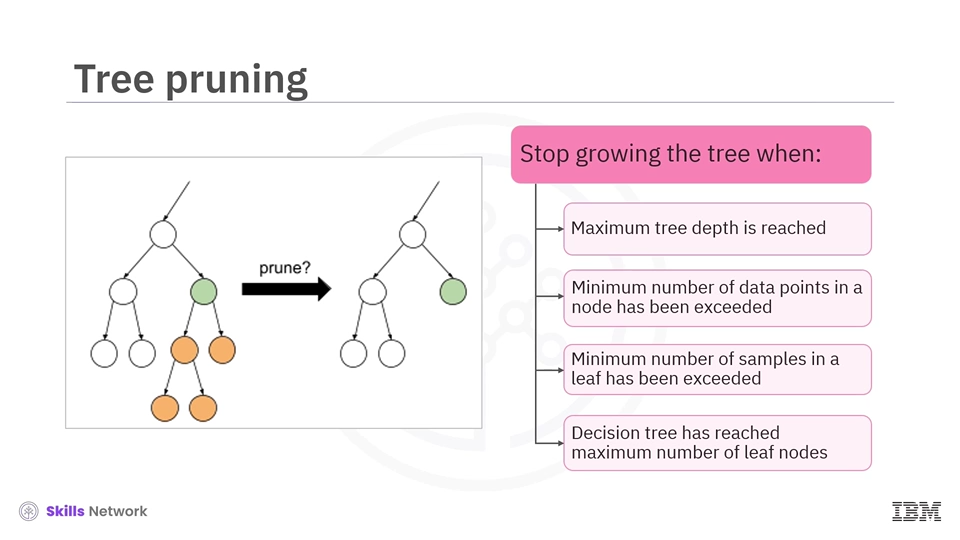 Tree pruning
prune?
Stop growing the tree when:
Maximum tree depth is reached
Minimum number of data points in a
node has been exceeded
Minimum number of samples in a
leaf has been exceeded
Decision tree has reached
maximum number of leaf nodes
Skills Network
IBM